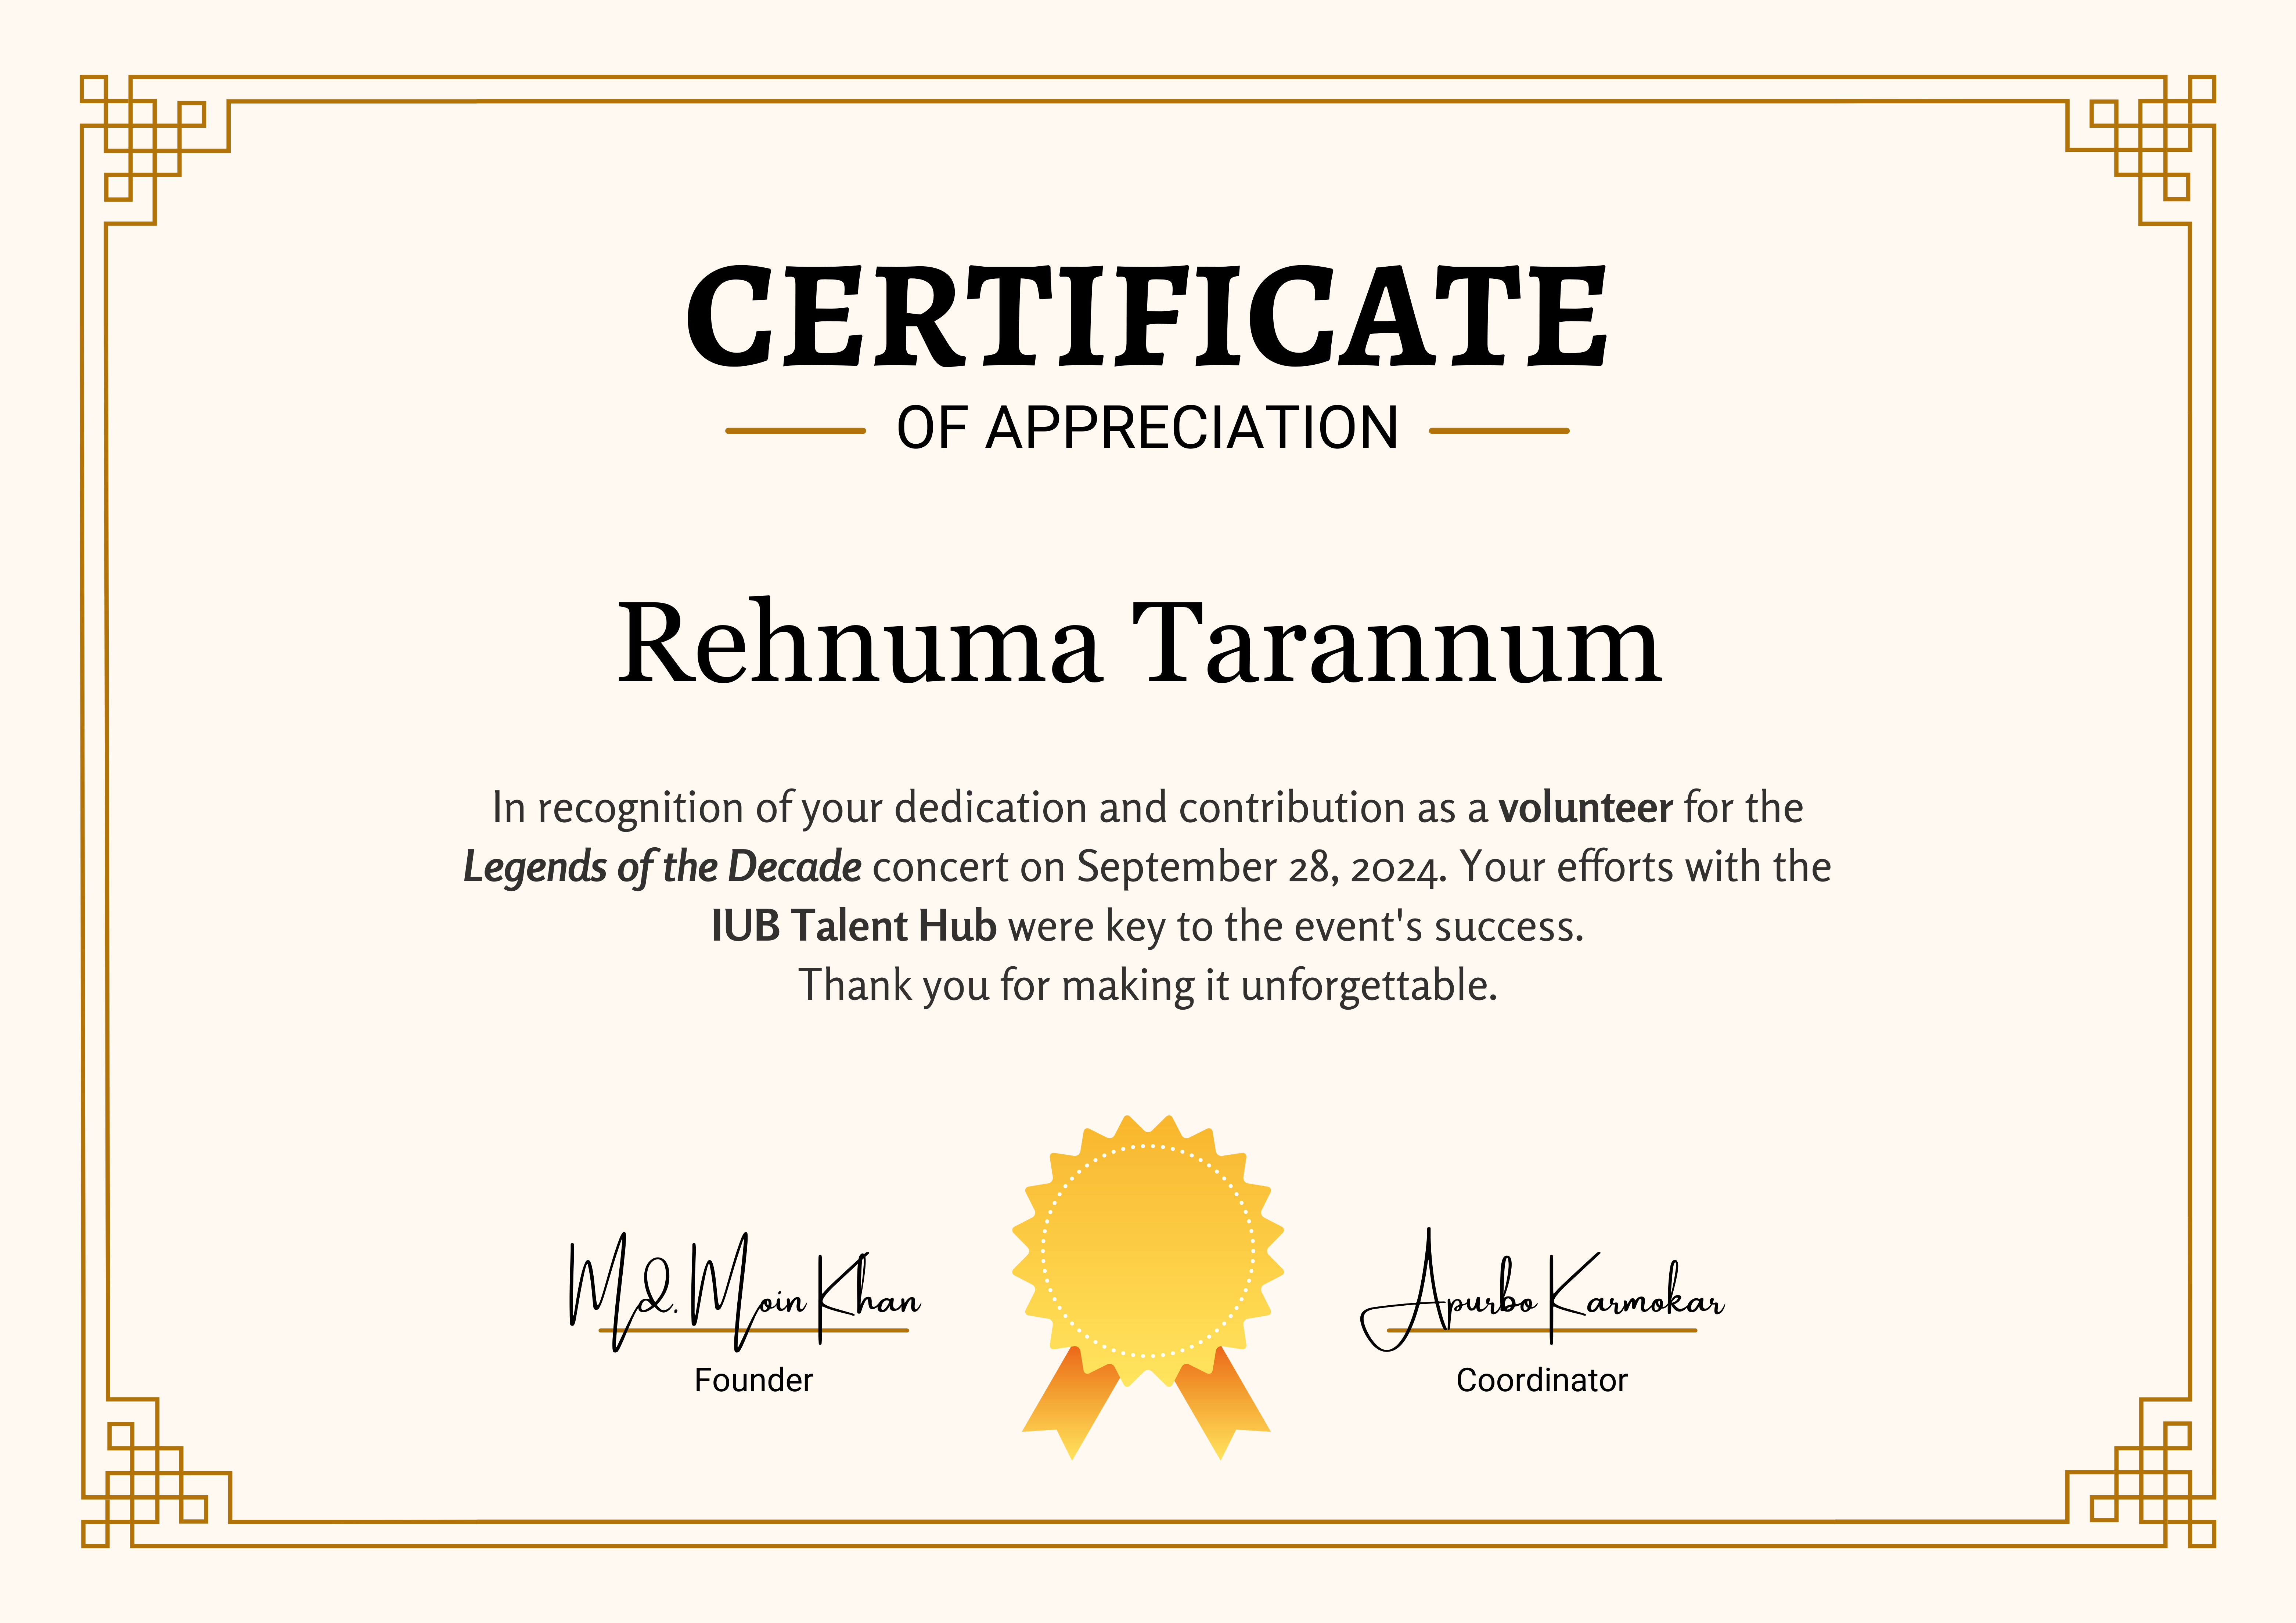 CERTIFICATE
OF APPRECIATION
Rehnuma Tarannum
In recognition of your dedication and contribution as a volunteer for the
Legends of the Decade concert on September 28, 2024. Your efforts with the
IUB Talent Hub were key to the event's success.
Thank you for making it unforgettable.
Md. Moin Khan
Founder
Apurbo Karmokar
Coordinator